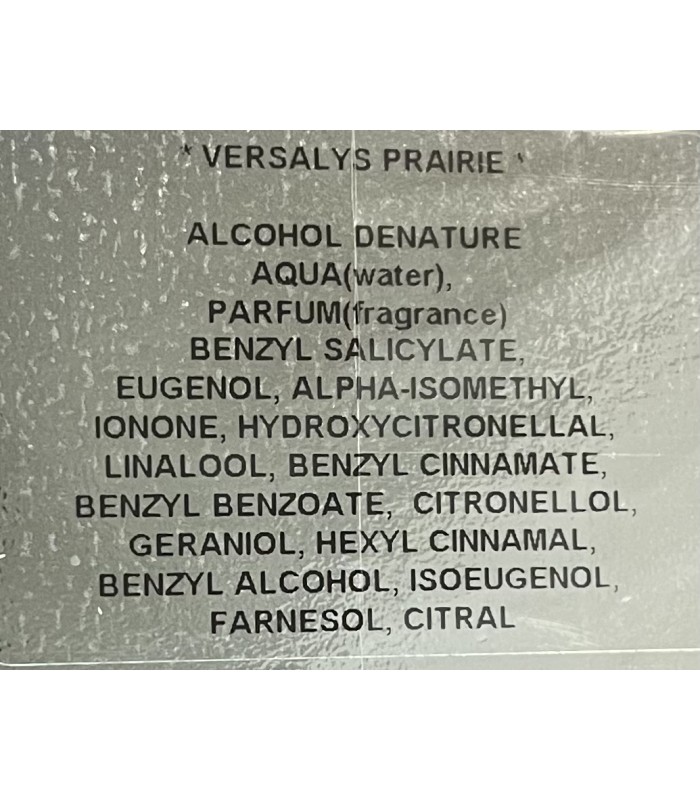 * VERSALYS PRAIRIE *
ALCOHOL DENATURE
AQUA(water),
PARFUM(fragrance)
BENZYL SALICYLATE,
EUGENOL, ALPHA-ISOMETHYL,
IONONE, HYDROXYCITRONELLAL,
LINALOOL, BENZYL CINNAMATE,
BENZYL BENZOATE, CITRONELLOL,
GERANIOL, HEXYL CINNAMAL,
BENZYL ALCOHOL, ISOEUGENOL,
FARNESOL, CITRAL